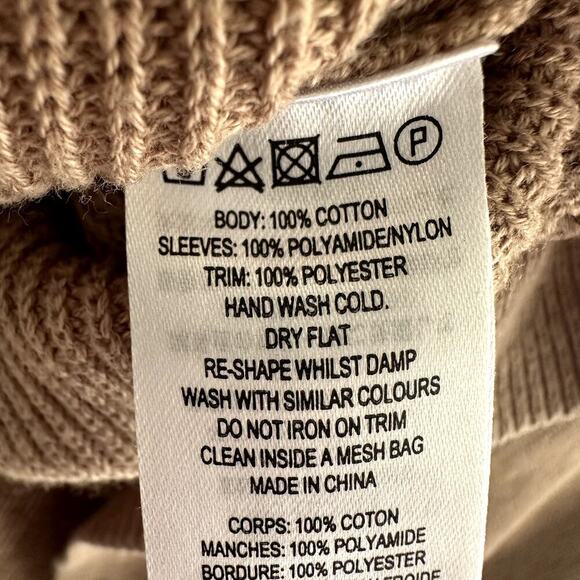 P
BODY: 100% COTTON
SLEEVES: 100% POLYAMIDE/NYLON
TRIM: 100% POLYESTER
HAND WASH COLD.
DRY FLAT
RE-SHAPE WHILST DAMP
WASH WITH SIMILAR COLOURS
DO NOT IRON ON TRIM
CLEAN INSIDE A MESH BAG
MADE IN CHINA
CORPS: 100% COTON
MANCHES: 100% POLYAMIDE
BORDURE: 100% POLYESTER